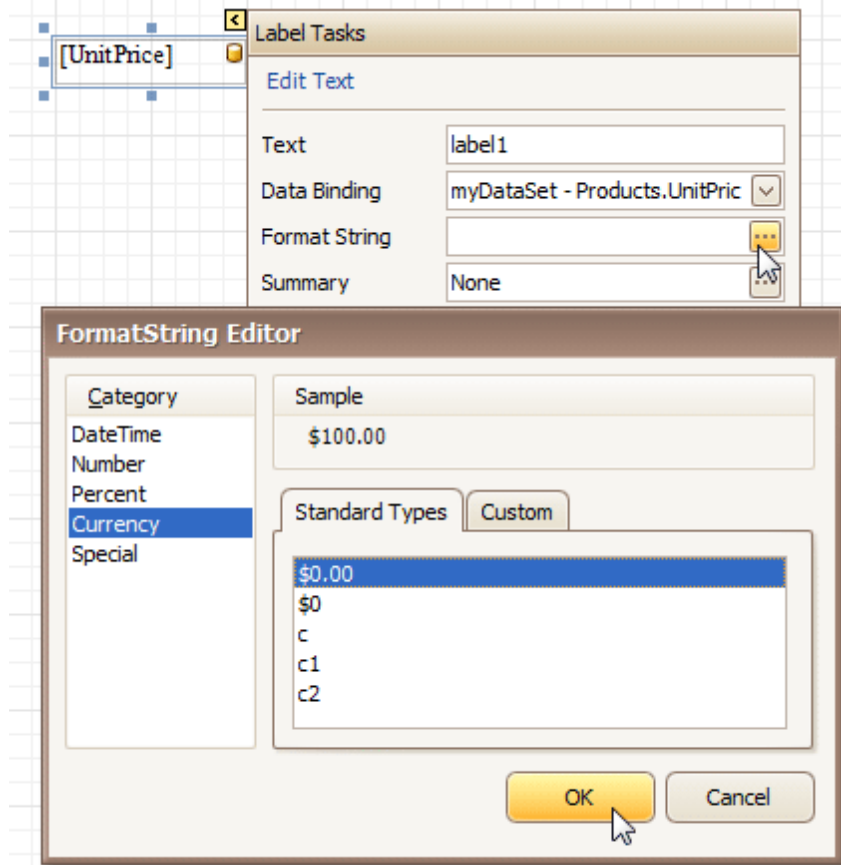 [UnitPrice]
Label Tasks
Edit Text
Text label1
Data Binding myDataSet - Products.UnitPric
Format String ...
Summary None ...
FormatString Editor
Category
DateTime
Number
Percent
Currency
Special
Sample
$100.00
Standard Types Custom
$0.00
$0
c
c1
c2
OK Cancel